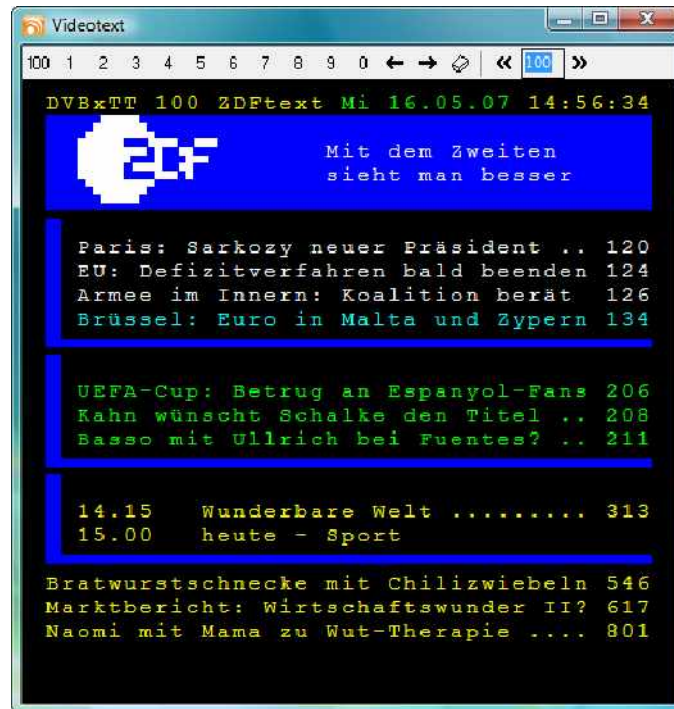 Videotext
100 1 2 3 4 5 6 7 8 9 0 ← → « 100 »
DVBxTT 100 ZDFtext Mi 16.05.07 14:56:34
ZDF
Mit dem Zweiten
sieht man besser
Paris: Sarkozy neuer Präsident .. 120
EU: Defizitverfahren bald beenden 124
Armee im Innern: Koalition berät 126
Brüssel: Euro in Malta und Zypern 134
UEFA-Cup: Betrug an Espanyol-Fans 206
Kahn wünscht Schalke den Titel .. 208
Basso mit Ullrich bei Fuentes? .. 211
14.15 Wunderbare Welt ......... 313
15.00 heute - Sport
Bratwurstschnecke mit Chilizwiebeln 546
Marktbericht: Wirtschaftswunder II? 617
Naomi mit Mama zu Wut-Therapie .... 801